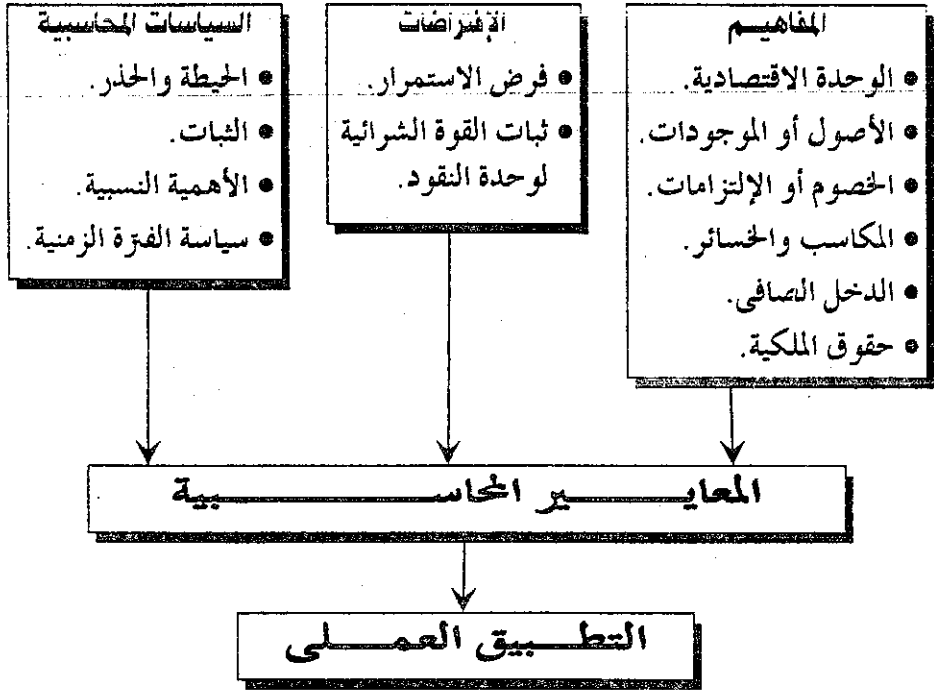 المفاهيم
• الوحدة الاقتصادية.
• الأصول أو الموجودات.
• الخصوم أو الإلتزامات.
• المكاسب والخسائر.
• الدخل الصافى.
• حقوق الملكية.
الإفتراضات
• فرض الاستمرار.
• ثبات القوة الشرائية
لوحدة النقود.
السياسات المحاسبية
• الحيطة والحذر.
• الثبات.
• الأهمية النسبية.
• سياسة الفترة الزمنية.
المعايير المحاسبية
التطبيق العملى